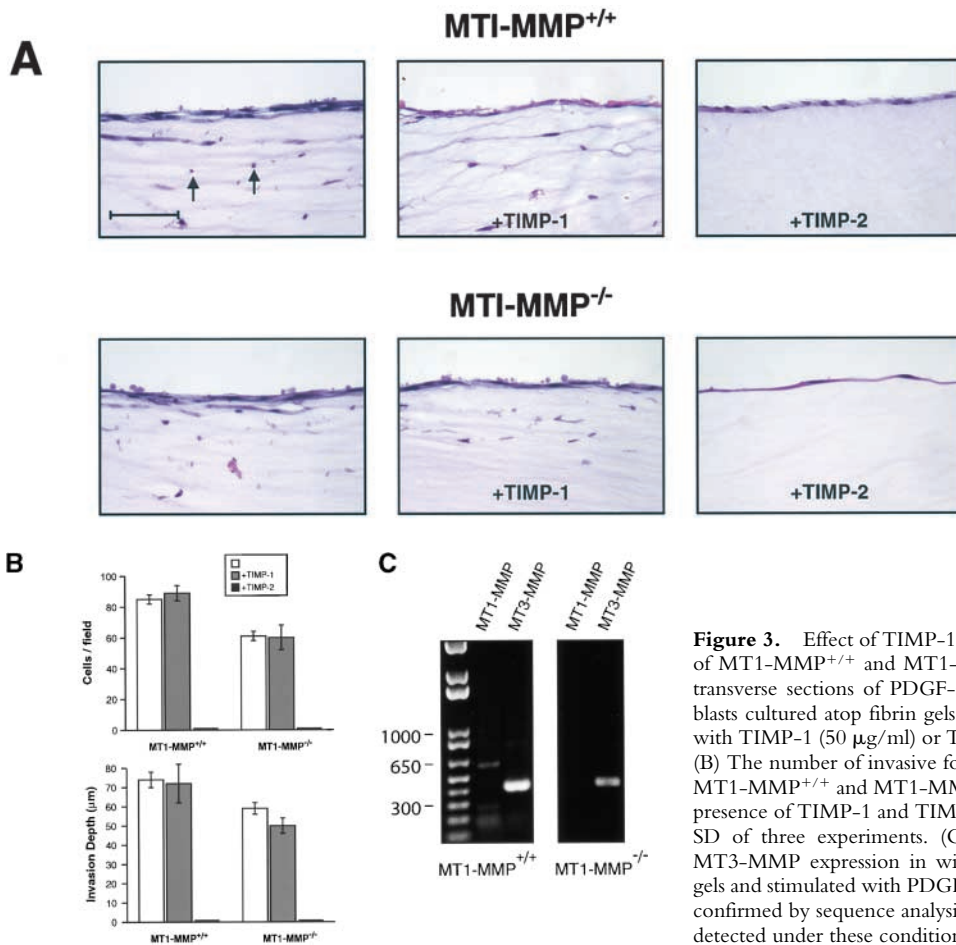 MTI-MMP+/+
A
+TIMP-1
+TIMP-2
MTI-MMP-/-
+TIMP-1
+TIMP-2
B
+TIMP-1
+TIMP-2
100
80
60
40
20
0
Cells / field
MT1-MMP+/+
MT1-MMP-/-
80
70
60
50
40
30
20
10
0
Invasion Depth (µm)
MT1-MMP+/+
MT1-MMP-/-
C
MT1-MMP
MT3-MMP
MT1-MMP
MT3-MMP
1000
650
300
MT1-MMP+/+
MT1-MMP-/-
Figure 3. Effect of TIMP-1
of MT1-MMP+/+ and MT1-
transverse sections of PDGF-
blasts cultured atop fibrin gels
with TIMP-1 (50 µg/ml) or T
(B) The number of invasive fo
MT1-MMP+/+ and MT1-MM
presence of TIMP-1 and TIM
SD of three experiments. (C
MT3-MMP expression in wi
gels and stimulated with PDGF
confirmed by sequence analysi
detected under these condition